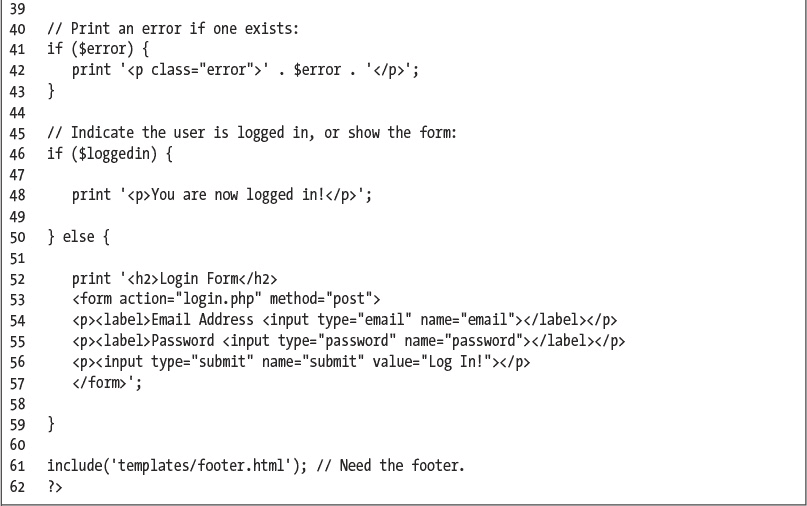 39
40 // Print an error if one exists:
41 if ($error) {
42 print '<p class="error">' . $error . '</p>';
43 }
44
45 // Indicate the user is logged in, or show the form:
46 if ($loggedin) {
47
48 print '<p>You are now logged in!</p>';
49
50 } else {
51
52 print '<h2>Login Form</h2>
53 <form action="login.php" method="post">
54 <p><label>Email Address <input type="email" name="email"></label></p>
55 <p><label>Password <input type="password" name="password"></label></p>
56 <p><input type="submit" name="submit" value="Log In!"></p>
57 </form>';
58
59 }
60
61 include('templates/footer.html'); // Need the footer.
62 ?>